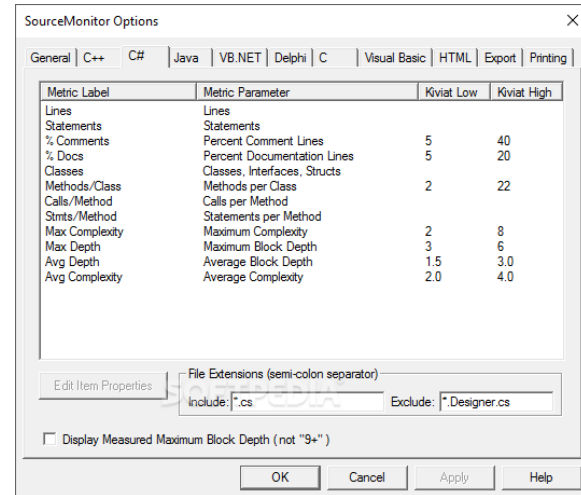 SourceMonitor Options
General C++ C# Java VB.NET Delphi C Visual Basic HTML Export Printing
Metric Label Metric Parameter Kiviat Low Kiviat High
Lines Lines
Statements Statements
% Comments Percent Comment Lines 5 40
% Docs Percent Documentation Lines 5 20
Classes Classes, Interfaces, Structs
Methods/Class Methods per Class 2 22
Calls/Method Calls per Method
Stmts/Method Statements per Method
Max Complexity Maximum Complexity 2 8
Max Depth Maximum Block Depth 3 6
Avg Depth Average Block Depth 1.5 3.0
Avg Complexity Average Complexity 2.0 4.0
File Extensions (semi-colon separator)
Edit Item Properties
SOFTPEDIA
Include: *.cs Exclude: *.Designer.cs
Display Measured Maximum Block Depth ( not "9+" )
OK Cancel Apply Help